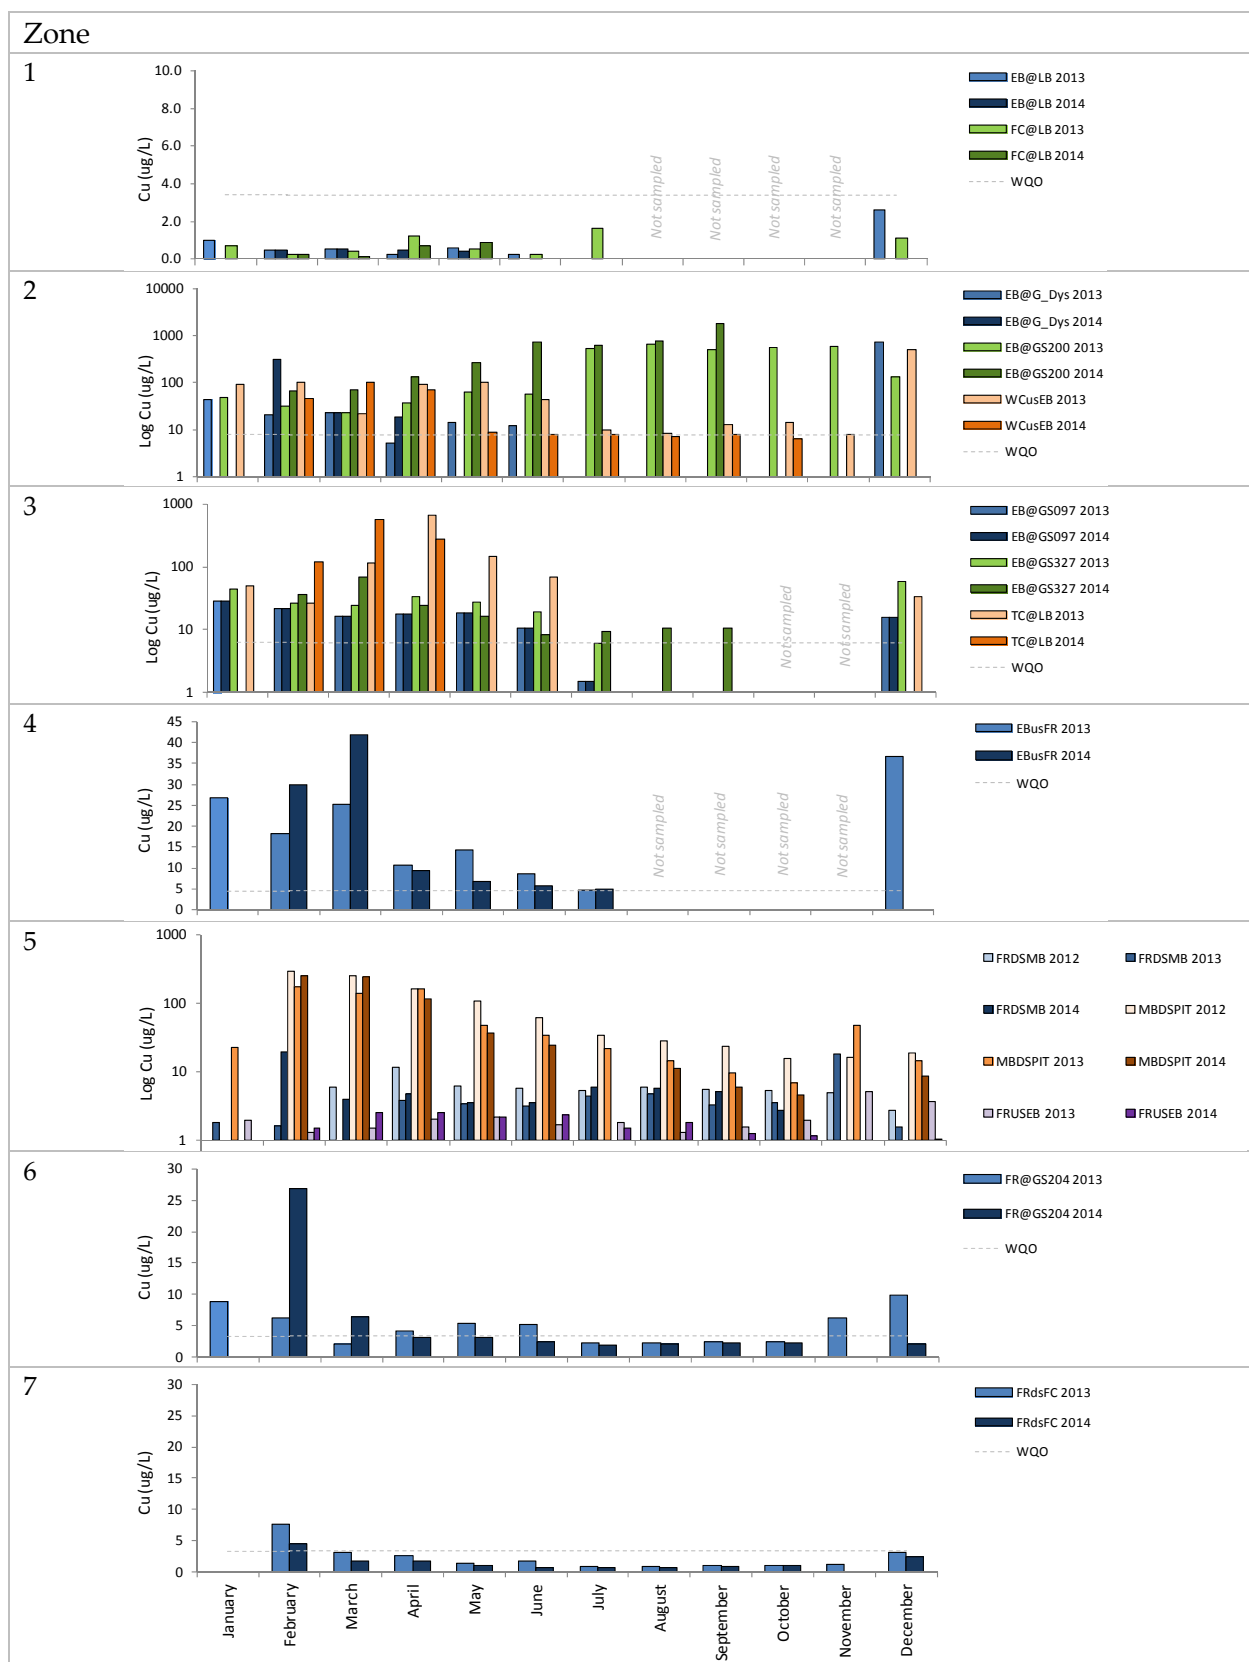 Zone
1
10.0
8.0
6.0
4.0
2.0
0.0
Cu (ug/L)
Not sampled
Not sampled
Not sampled
Not sampled
EB@LB 2013
EB@LB 2014
FC@LB 2013
FC@LB 2014
WQO
2
10000
1000
100
10
1
Log Cu (ug/L)
EB@G_Dys 2013
EB@G_Dys 2014
EB@GS200 2013
EB@GS200 2014
WCusEB 2013
WCusEB 2014
WQO
3
1000
100
10
1
Log Cu (ug/L)
Not sampled
Not sampled
EB@GS097 2013
EB@GS097 2014
EB@GS327 2013
EB@GS327 2014
TC@LB 2013
TC@LB 2014
WQO
4
45
40
35
30
25
20
15
10
5
0
Cu (ug/L)
Not sampled
Not sampled
Not sampled
Not sampled
EBusFR 2013
EBusFR 2014
WQO
5
1000
100
10
1
Log Cu (ug/L)
FRDSMB 2012 FRDSMB 2013
FRDSMB 2014 MBDSPIT 2012
MBDSPIT 2013 MBDSPIT 2014
FRUSEB 2013 FRUSEB 2014
6
30
25
20
15
10
5
0
Cu (ug/L)
FR@GS204 2013
FR@GS204 2014
WQO
7
30
25
20
15
10
5
0
Cu (ug/L)
FRdsFC 2013
FRdsFC 2014
WQO
January
February
March
April
May
June
July
August
September
October
November
December